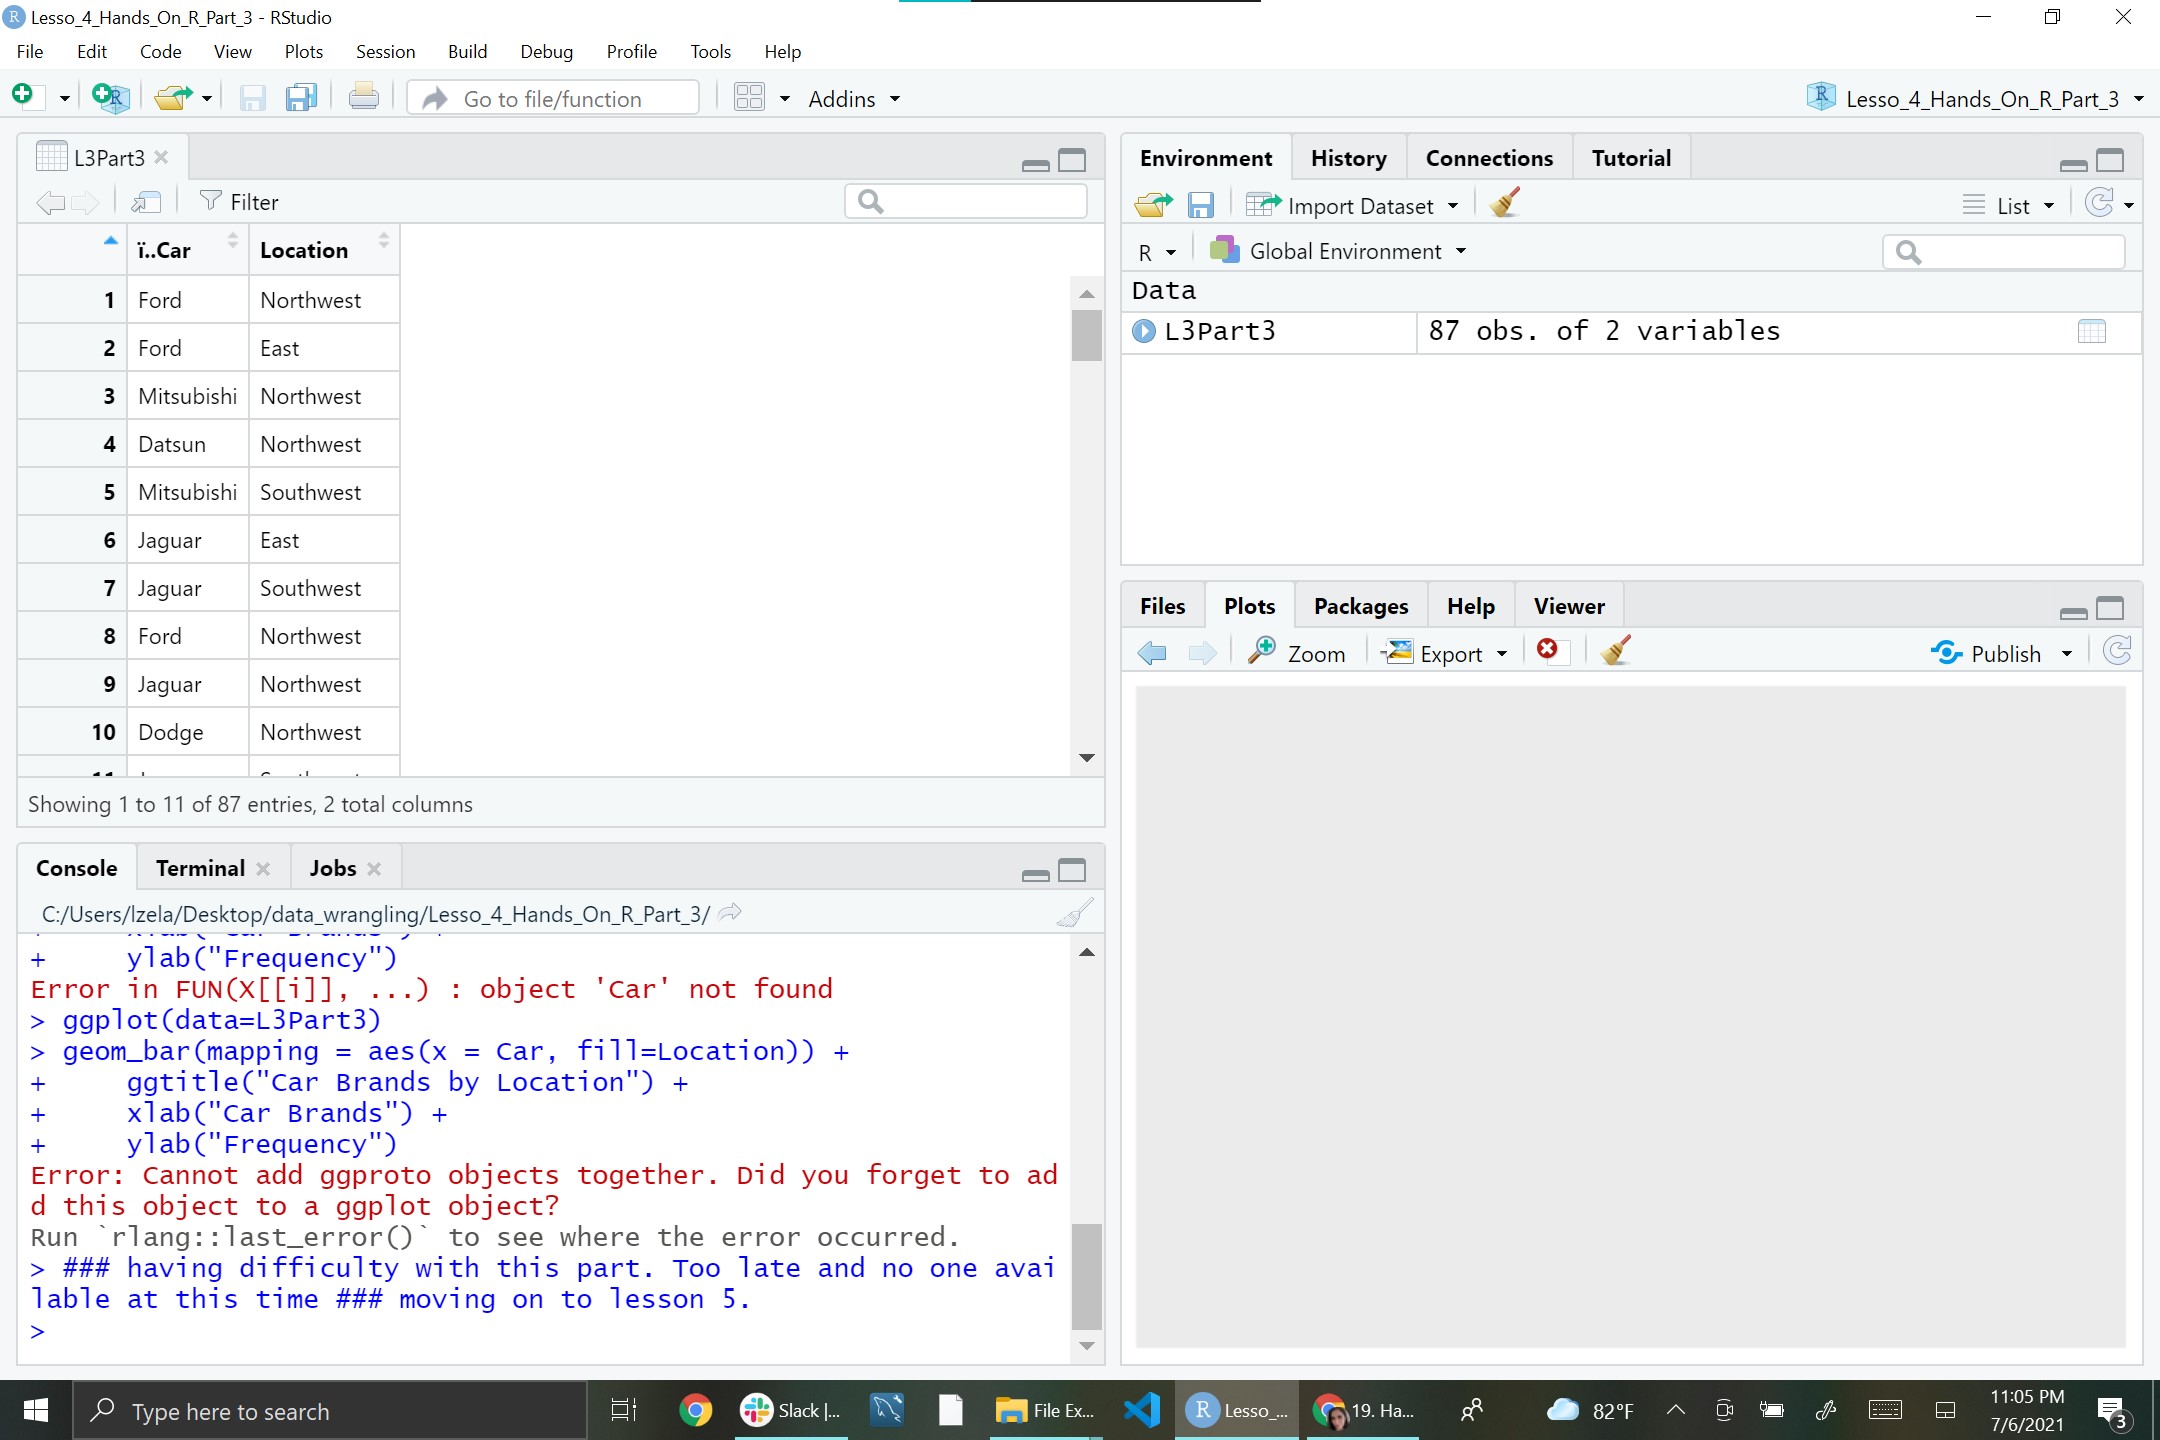 Lesso_4_Hands_On_R_Part_3 - RStudio
File Edit Code View Plots Session Build Debug Profile Tools Help
Go to file/function
Addins
Lesso_4_Hands_On_R_Part_3
L3Part3
Filter
ï..Car Location
1 Ford Northwest
2 Ford East
3 Mitsubishi Northwest
4 Datsun Northwest
5 Mitsubishi Southwest
6 Jaguar East
7 Jaguar Southwest
8 Ford Northwest
9 Jaguar Northwest
10 Dodge Northwest
Showing 1 to 11 of 87 entries, 2 total columns
Console Terminal Jobs
C:/Users/lzela/Desktop/data_wrangling/Lesso_4_Hands_On_R_Part_3/
+ ylab("Frequency")
Error in FUN(X[[i]], ...) : object 'Car' not found
> ggplot(data=L3Part3)
> geom_bar(mapping = aes(x = Car, fill=Location)) +
+ ggtitle("Car Brands by Location") +
+ xlab("Car Brands") +
+ ylab("Frequency")
Error: Cannot add ggproto objects together. Did you forget to ad
d this object to a ggplot object?
Run `rlang::last_error()` to see where the error occurred.
> ### having difficulty with this part. Too late and no one avai
lable at this time ### moving on to lesson 5.
>
Environment History Connections Tutorial
Import Dataset
List
R
Global Environment
Data
L3Part3 87 obs. of 2 variables
Files Plots Packages Help Viewer
Zoom
Export
Publish
Type here to search
Slack |...
File Ex...
Lesso_...
19. Ha...
82°F
11:05 PM
7/6/2021
3